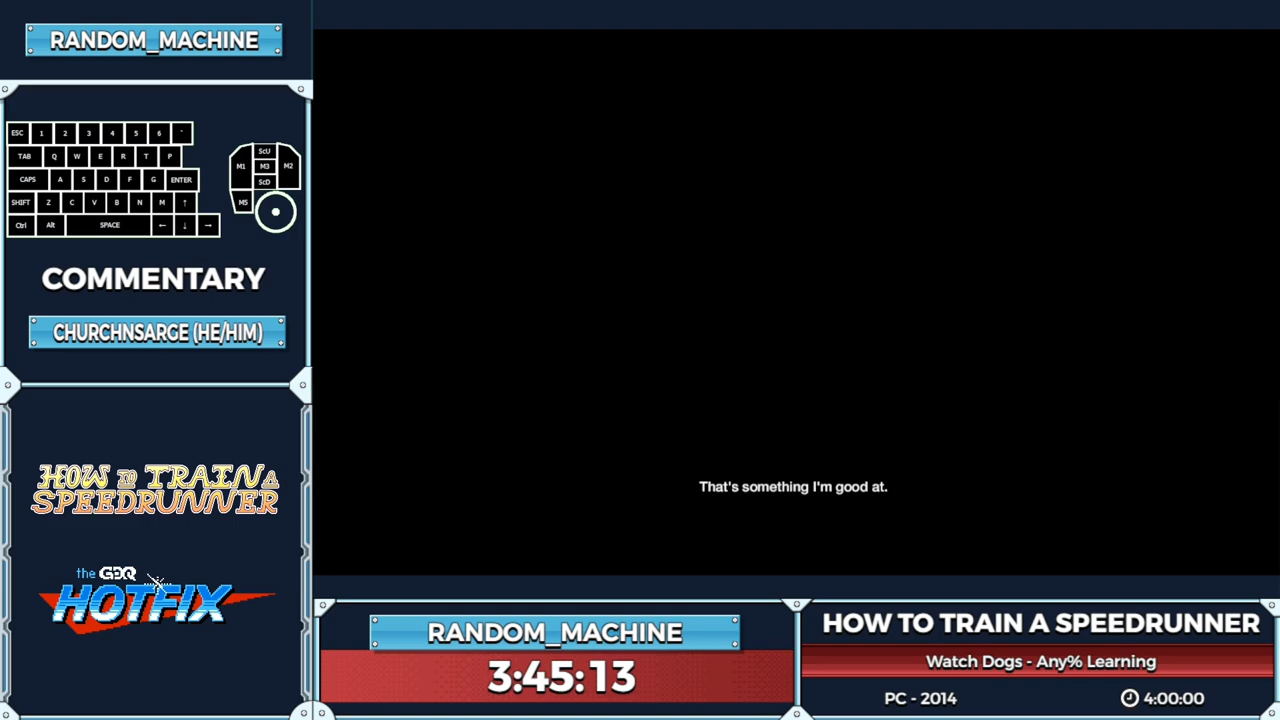 RANDOM_MACHINE
ESC 1 2 3 4 5 6
TAB Q W E R T P
CAPS A S D F G ENTER
SHIFT Z C V B N M ↑
Ctrl Alt SPACE ← ↓ →
ScU
M1 M3 M2
ScD
M5
COMMENTARY
CHURCHNSARGE (HE/HIM)
HOW TO TRAIN A
SPEEDRUNNER
the GDQ
HOTFIX
That's something I'm good at.
RANDOM_MACHINE
3:45:13
HOW TO TRAIN A SPEEDRUNNER
Watch Dogs - Any% Learning
PC - 2014
4:00:00